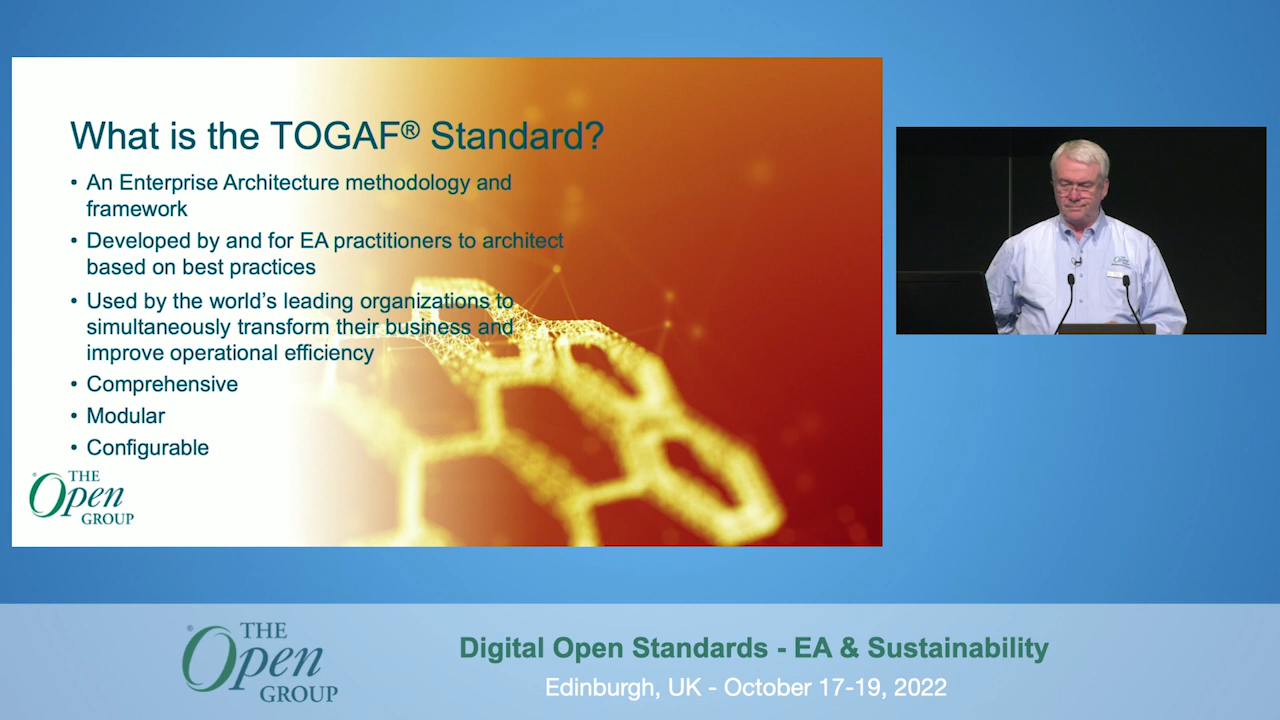 What is the TOGAF® Standard?
• An Enterprise Architecture methodology and
framework
• Developed by and for EA practitioners to architect
based on best practices
• Used by the world's leading organizations to
simultaneously transform their business and
improve operational efficiency
• Comprehensive
• Modular
• Configurable
® THE
Open
GROUP
Open
® THE
Open
GROUP
Digital Open Standards - EA & Sustainability
Edinburgh, UK - October 17-19, 2022